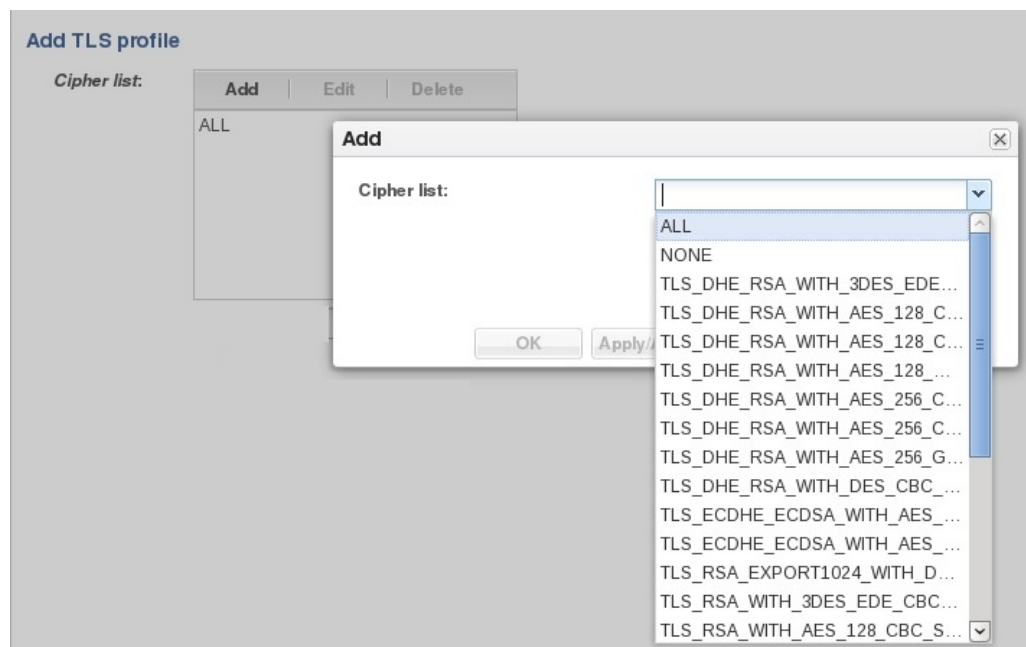 Add TLS profile
Cipher list:
Add Edit Delete
ALL
Add
Cipher list:
ALL
NONE
TLS_DHE_RSA_WITH_3DES_EDE...
TLS_DHE_RSA_WITH_AES_128_C...
TLS_DHE_RSA_WITH_AES_128_C...
TLS_DHE_RSA_WITH_AES_128_...
TLS_DHE_RSA_WITH_AES_256_C...
TLS_DHE_RSA_WITH_AES_256_C...
TLS_DHE_RSA_WITH_AES_256_G...
TLS_DHE_RSA_WITH_DES_CBC_...
TLS_ECDHE_ECDSA_WITH_AES_...
TLS_ECDHE_ECDSA_WITH_AES_...
TLS_RSA_EXPORT1024_WITH_D...
TLS_RSA_WITH_3DES_EDE_CBC...
TLS_RSA_WITH_AES_128_CBC_S...
OK Apply/